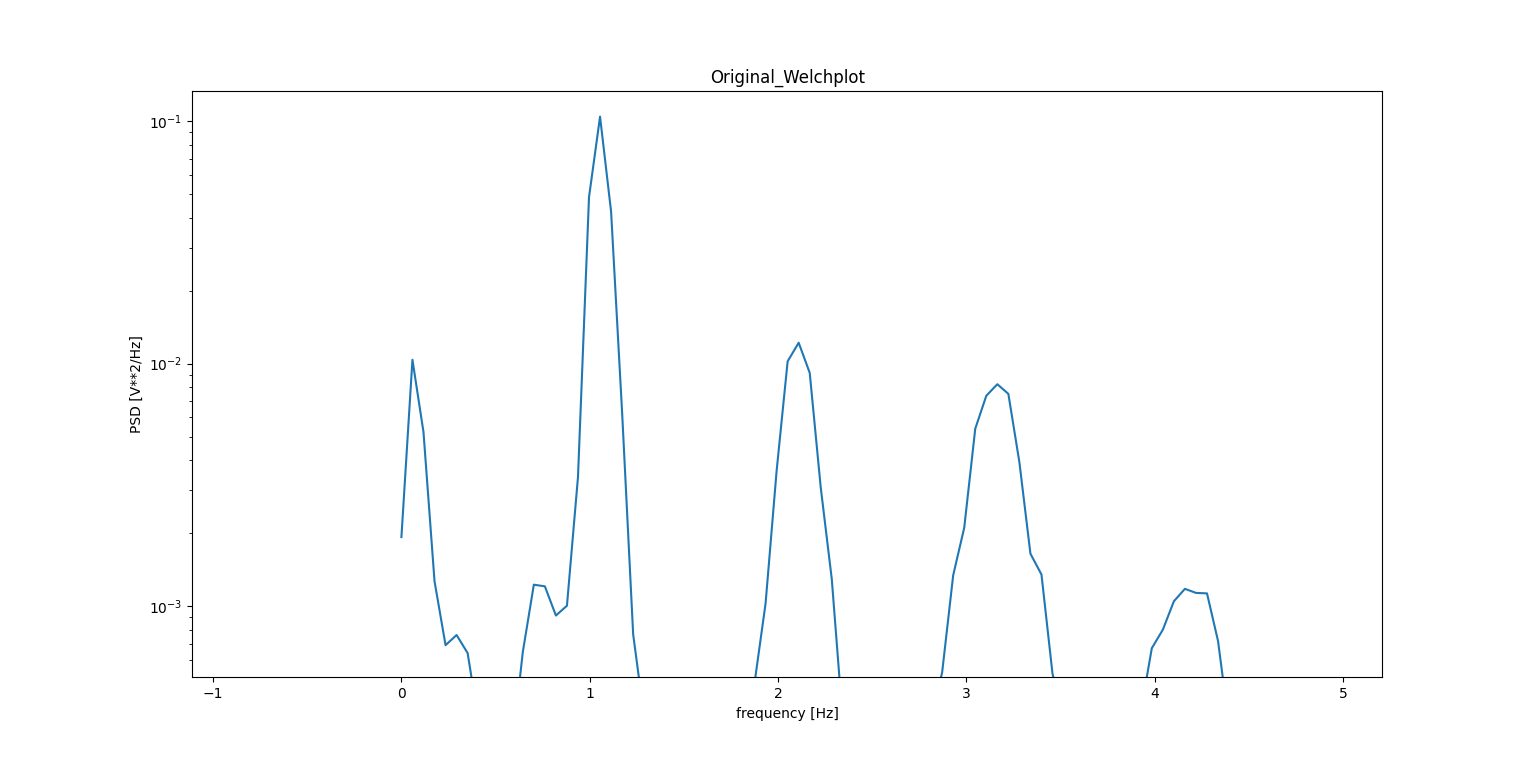 Original_Welchplot
PSD [V**2/Hz]
10⁻¹
10⁻²
10⁻³
−1 0 1 2 3 4 5
frequency [Hz]